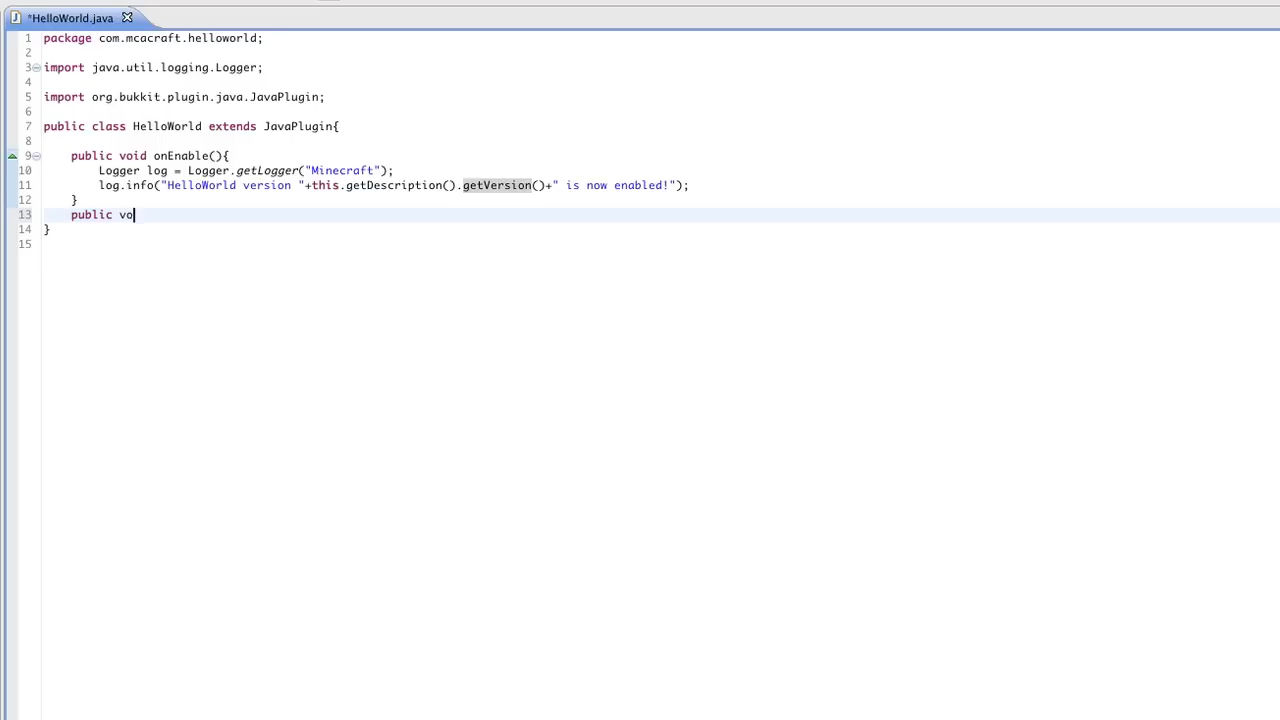 *HelloWorld.java
1 package com.mcacraft.helloworld;
2
3 import java.util.logging.Logger;
4
5 import org.bukkit.plugin.java.JavaPlugin;
6
7 public class HelloWorld extends JavaPlugin{
8
9 public void onEnable(){
10 Logger log = Logger.getLogger("Minecraft");
11 log.info("HelloWorld version "+this.getDescription().getVersion()+" is now enabled!");
12 }
13 public vo
14 }
15